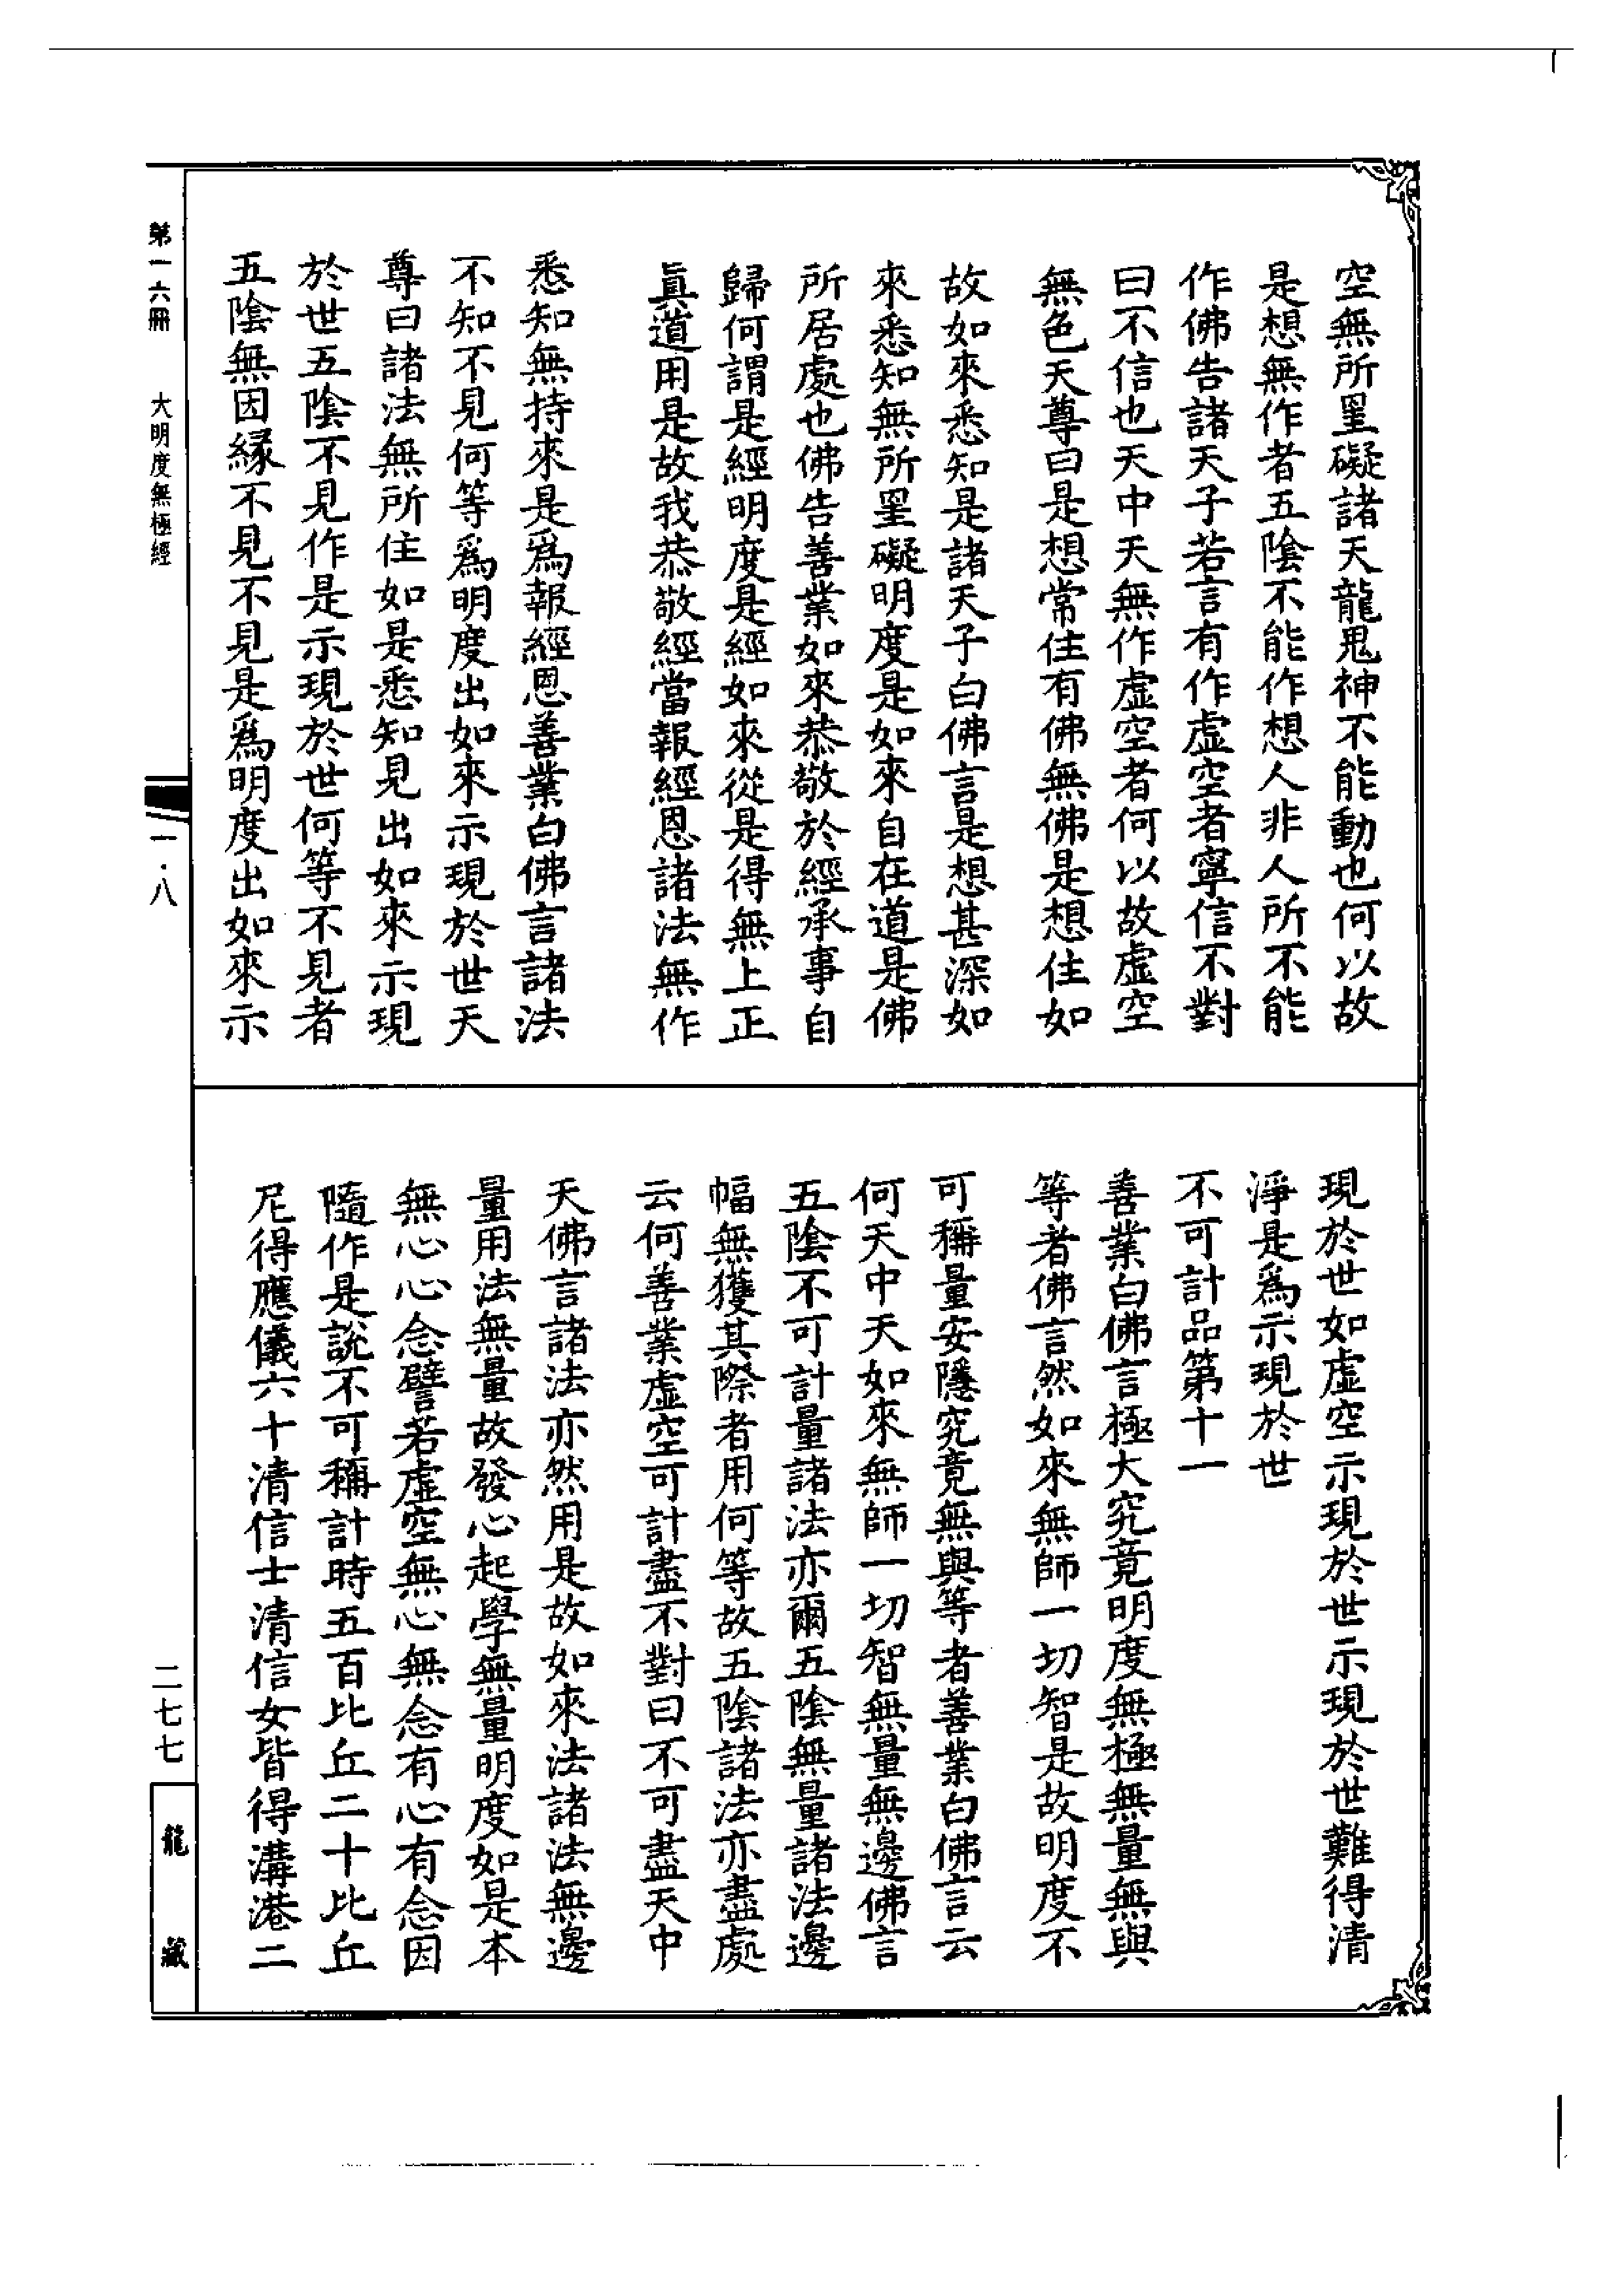 空無所罣礙諸天龍鬼神不能動也何以故
是想無作者五陰不能作想人非人所不能
作佛告諸天子若言有作虛空者寧信不對
曰不信也天中天無作虛空者何以故虛空
無色天尊曰是想常住有佛無佛是想住如
故如來悉知是諸天子白佛言是想甚深如
來悉知無所罣礙明度是如來自在道是佛
所居處也佛告善業如來恭敬於經承事自
歸何謂是經明度是經如來從是得無上正
眞道用是故我恭敬經當報經恩諸法無作
悉知無持來是爲報經恩善業白佛言諸法
不知不見何等爲明度出如來示現於世天
尊曰諸法無所住如是悉知見出如來示現
於世五陰不見作是示現於世何等不見者
五陰無因緣不見不見是爲明度出如來示
現於世如虛空示現於世示現於世難得清
淨是爲示現於世
不可計品第十一
善業白佛言極大究竟明度無極無量無與
等者佛言然如來無師一切智是故明度不
可稱量安隱究竟無與等者善業白佛言云
何天中天如來無師一切智無量無邊佛言
五陰不可計量諸法亦爾五陰無量諸法邊
幅無獲其際者用何等故五陰諸法亦盡處
云何善業虛空可計盡不對曰不可盡天中
天佛言諸法亦然用是故如來法諸法無邊
量用法無量故發心起學無量明度如是本
無心心念譬若虛空無心無念有心有念因
隨作是說不可稱計時五百比丘二十比丘
尼得應儀六十清信士清信女皆得溝港二
第一六冊
大明度無極經
一·八
二七七
龍藏